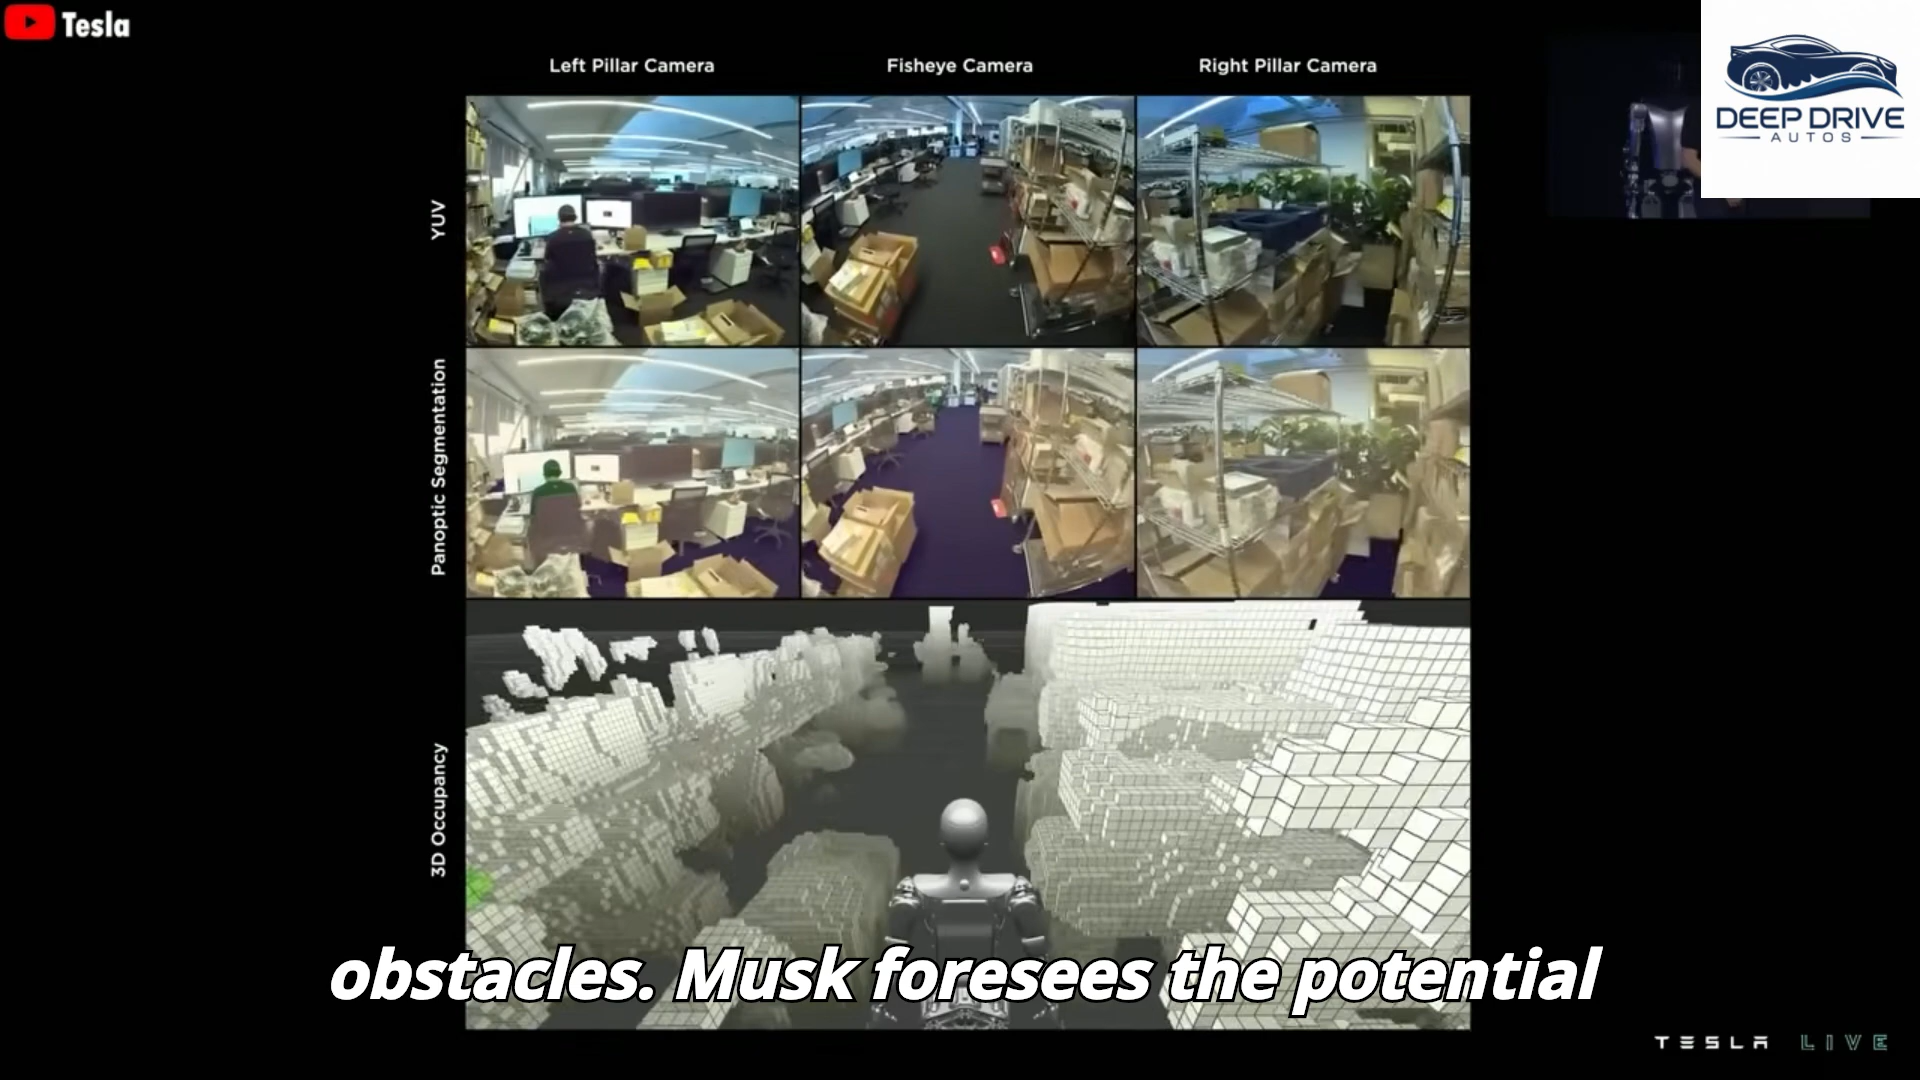 Tesla
Left Pillar Camera
Fisheye Camera
Right Pillar Camera
DEEP DRIVE
AUTOS
YUV
Panoptic Segmentation
3D Occupancy
obstacles. Musk foresees the potential
TESLA LIVE